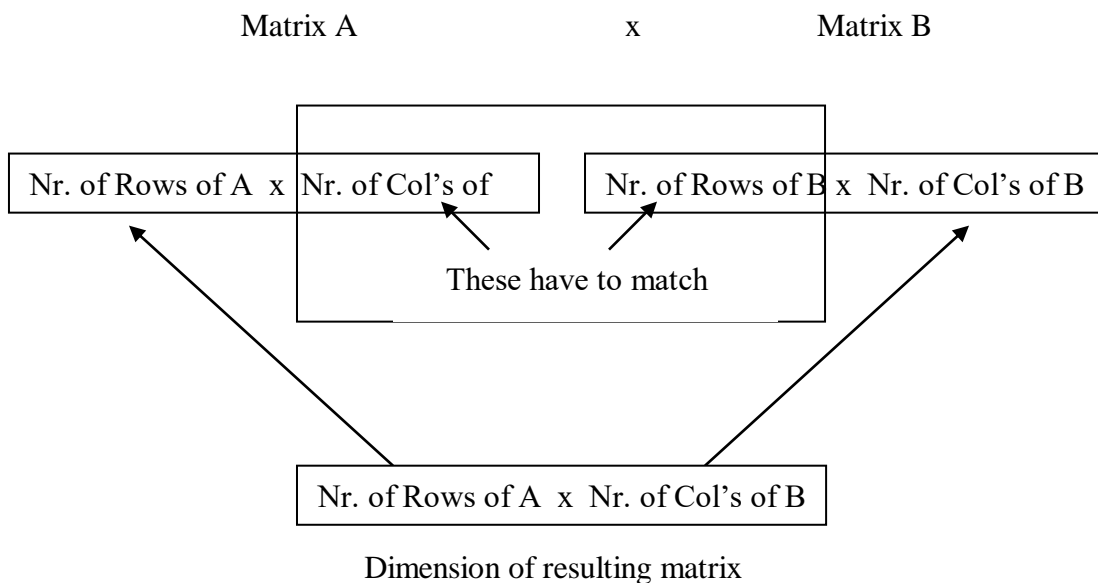 Matrix A x Matrix B
Nr. of Rows of A x Nr. of Col’s of Nr. of Rows of B x Nr. of Col’s of B
These have to match
Nr. of Rows of A x Nr. of Col’s of B
Dimension of resulting matrix